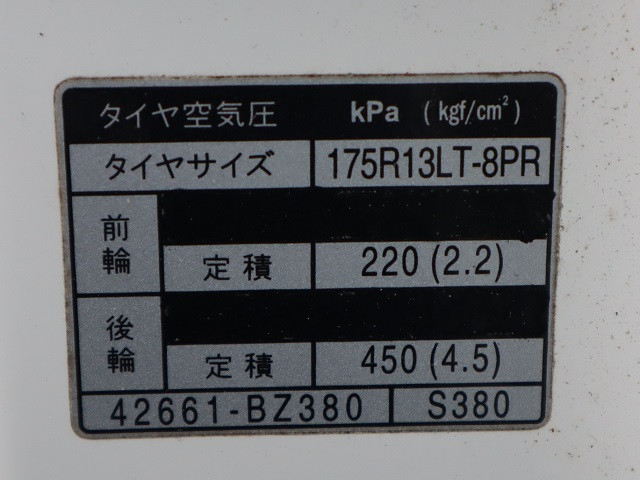 タイヤ空気圧 kPa (kgf/cm²)
タイヤサイズ 175R13LT-8PR
前輪
定積 220 (2.2)
後輪
定積 450 (4.5)
42661-BZ380 S380